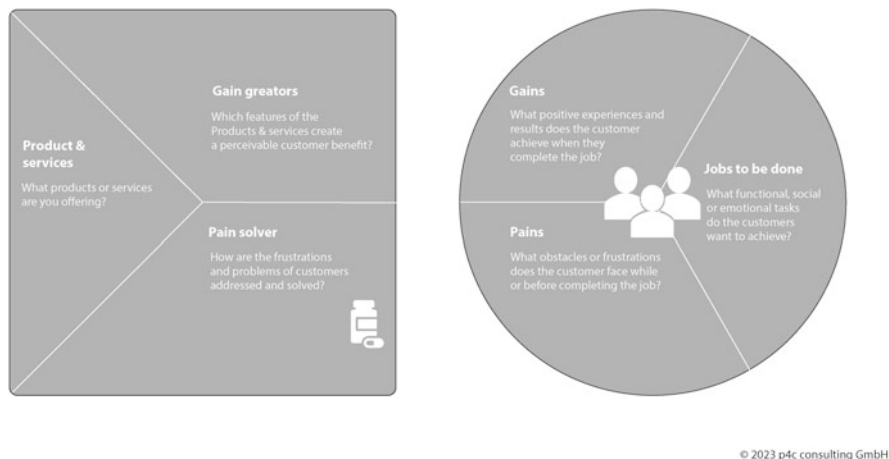 Gain greators
Which features of the
Products & services create
a perceivable customer benefit?
Product &
services
What products or services
are you offering?
Pain solver
How are the frustrations
and problems of customers
addressed and solved?
Gains
What positive experiences and
results does the customer
achieve when they
complete the job?
Jobs to be done
What functional, social
or emotional tasks
do the customers
want to achieve?
Pains
What obstacles or frustrations
does the customer face while
or before completing the job?
© 2023 p4c consulting GmbH